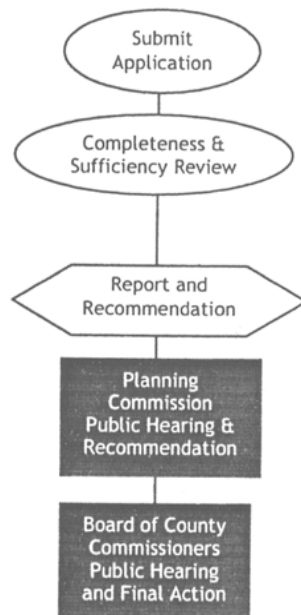 Submit
Application
Completeness &
Sufficiency Review
Report and
Recommendation
Planning
Commission
Public Hearing &
Recommendation
Board of County
Commissioners
Public Hearing
and Final Action